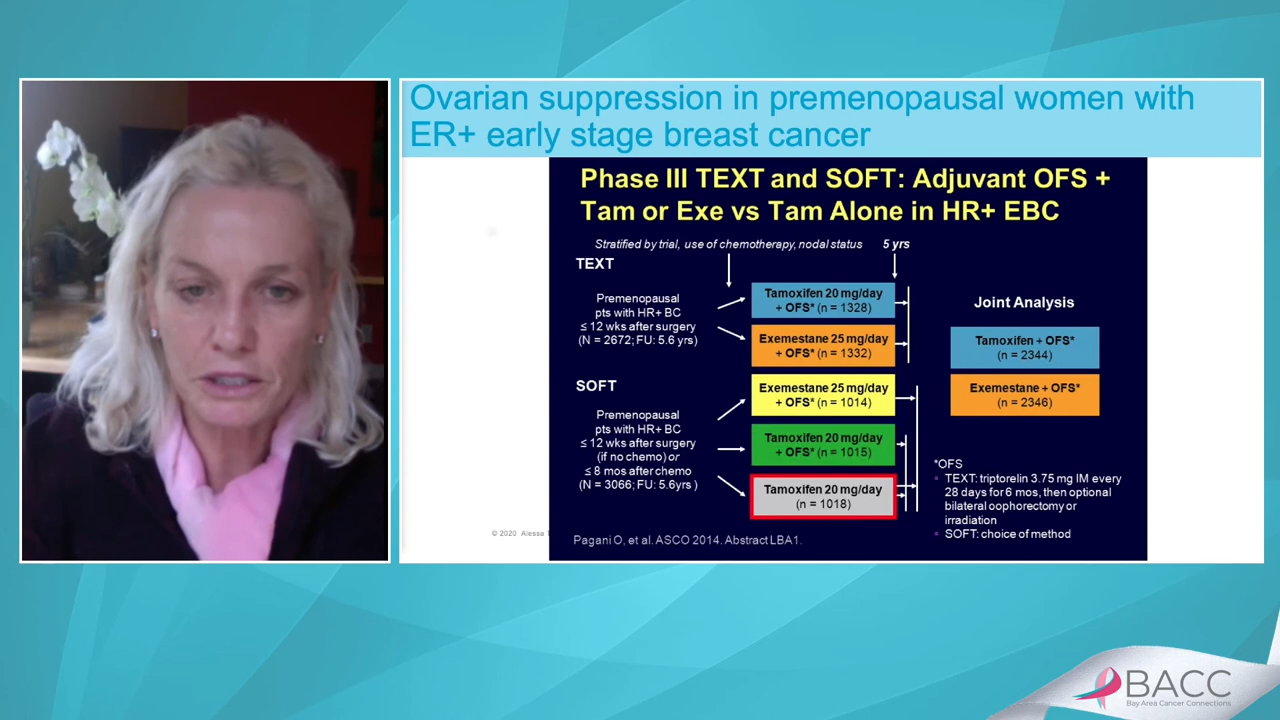 Ovarian suppression in premenopausal women with
ER+ early stage breast cancer
Phase III TEXT and SOFT: Adjuvant OFS +
Tam or Exe vs Tam Alone in HR+ EBC
Stratified by trial, use of chemotherapy, nodal status
5 yrs
TEXT
Premenopausal
pts with HR+ BC
≤ 12 wks after surgery
(N = 2672; FU: 5.6 yrs)
Tamoxifen 20 mg/day
+ OFS* (n = 1328)
Exemestane 25 mg/day
+ OFS* (n = 1332)
Joint Analysis
Tamoxifen + OFS*
(n = 2344)
Exemestane + OFS*
(n = 2346)
SOFT
Premenopausal
pts with HR+ BC
≤ 12 wks after surgery
(if no chemo) or
≤ 8 mos after chemo
(N = 3066; FU: 5.6yrs )
Exemestane 25 mg/day
+ OFS* (n = 1014)
Tamoxifen 20 mg/day
+ OFS* (n = 1015)
Tamoxifen 20 mg/day
(n = 1018)
*OFS
▪ TEXT: triptorelin 3.75 mg IM every
28 days for 6 mos, then optional
bilateral oophorectomy or
irradiation
▪ SOFT: choice of method
© 2020 Alessa
Pagani O, et al. ASCO 2014. Abstract LBA1.
BACC
Bay Area Cancer Connections